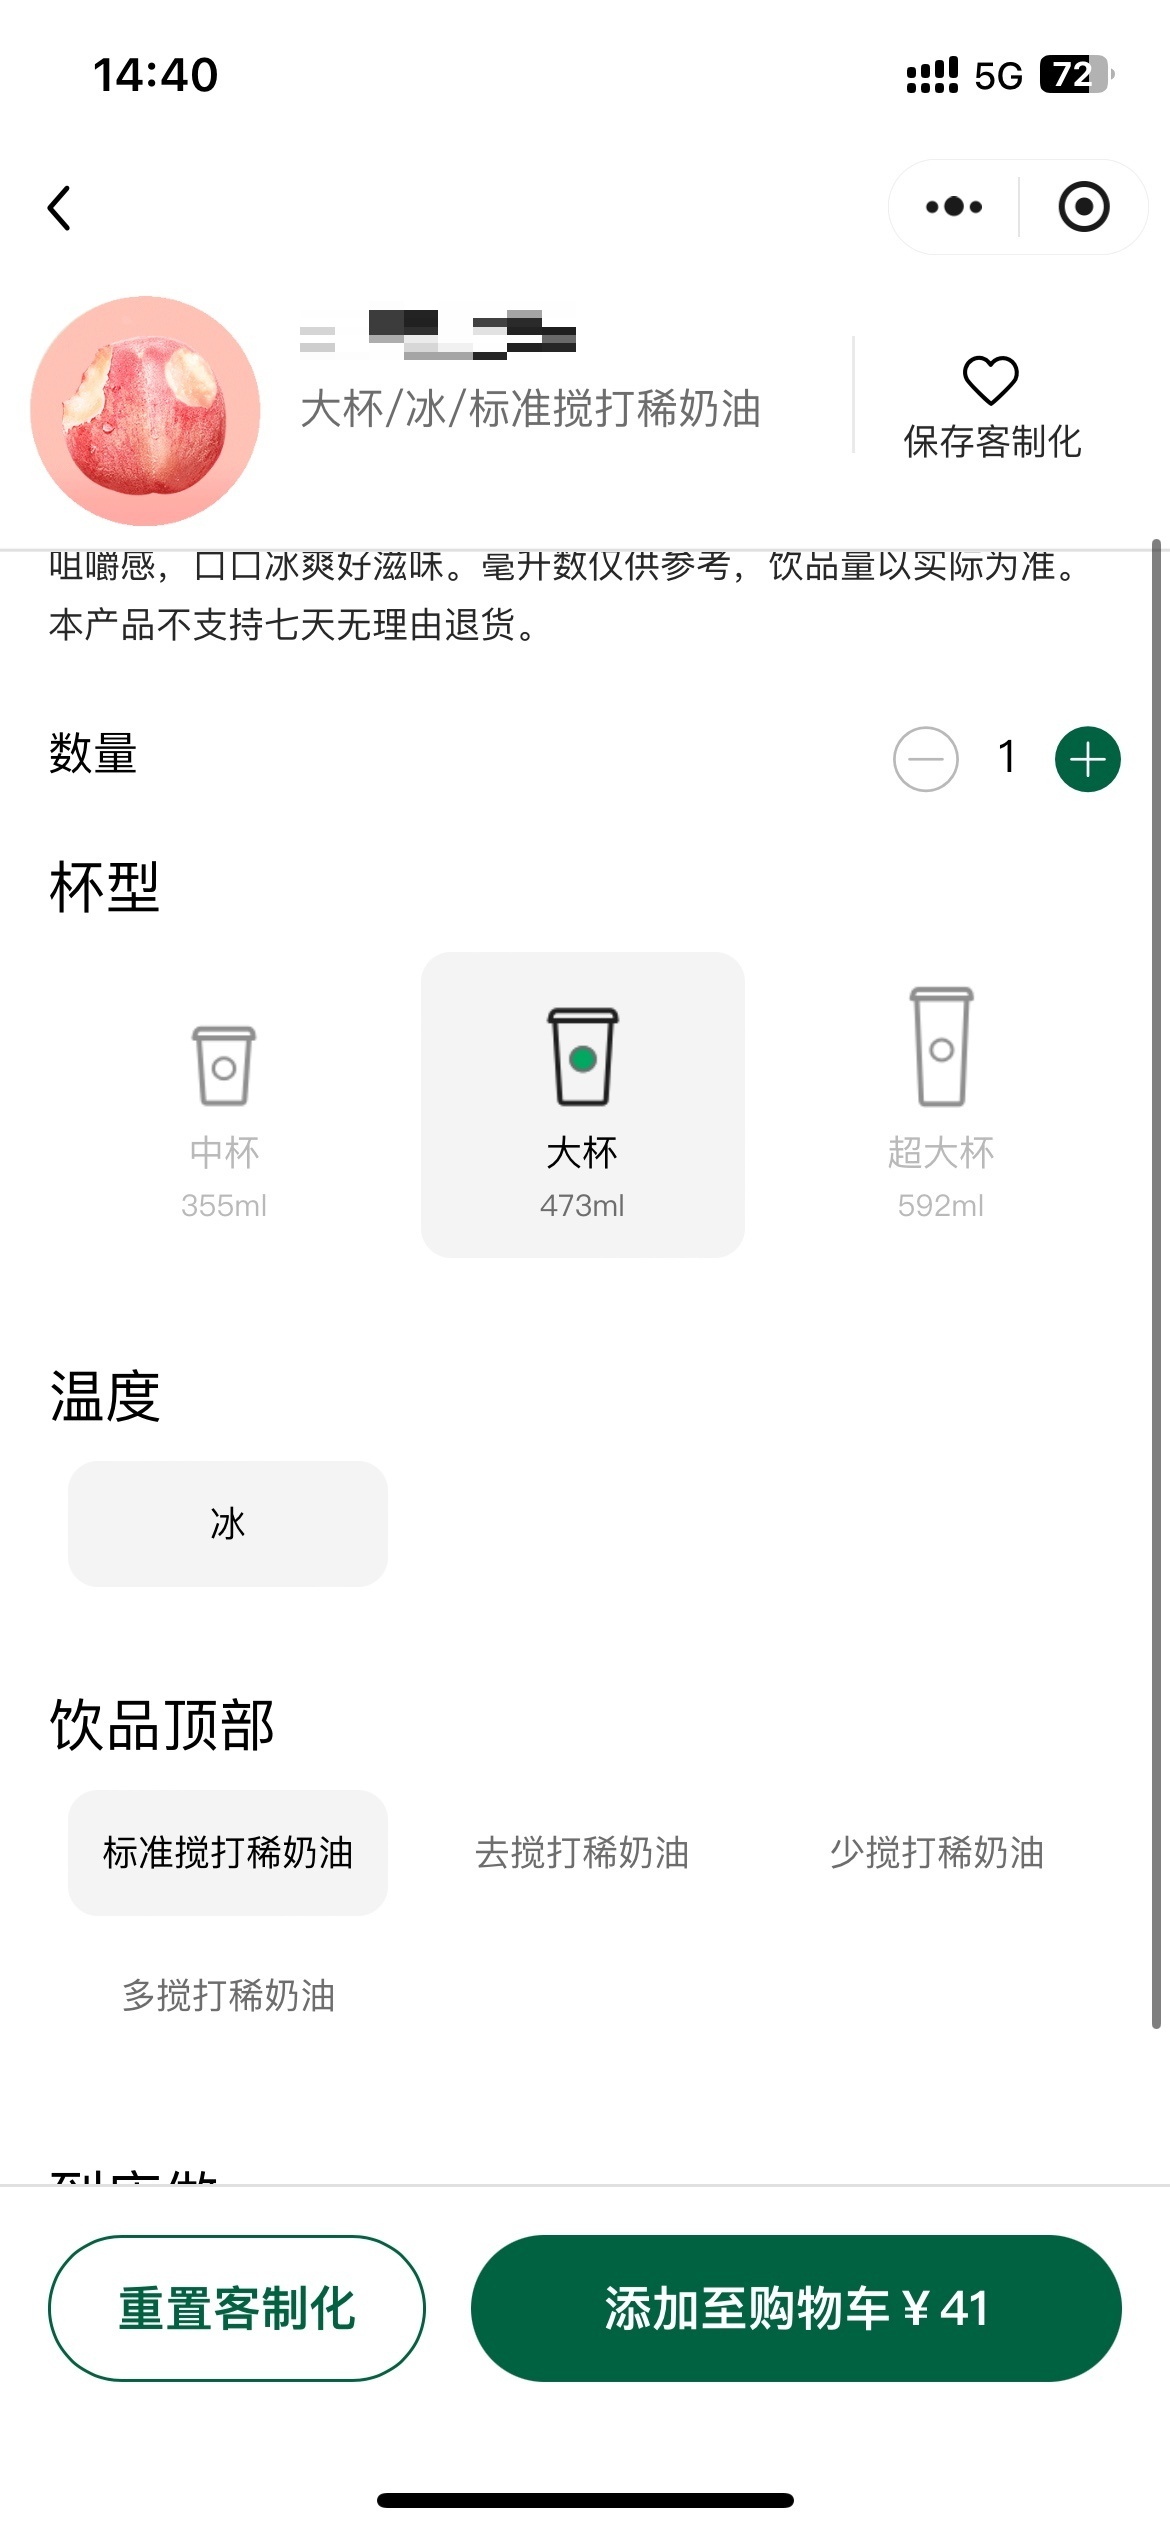 14:40
5G 72
大杯/冰/标准搅打稀奶油
保存客制化
咀嚼感，口口冰爽好滋味。毫升数仅供参考，饮品量以实际为准。
本产品不支持七天无理由退货。
数量
1
杯型
中杯 大杯 超大杯
355ml 473ml 592ml
温度
冰
饮品顶部
标准搅打稀奶油 去搅打稀奶油 少搅打稀奶油
多搅打稀奶油
重置客制化 添加至购物车 ¥ 41